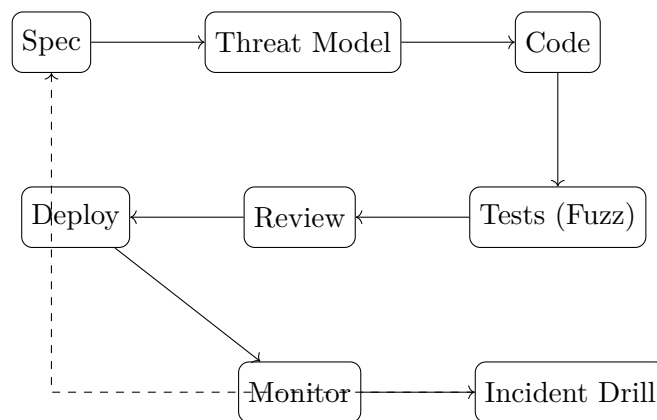 Spec
Threat Model
Code
Deploy
Review
Tests (Fuzz)
Monitor
Incident Drill